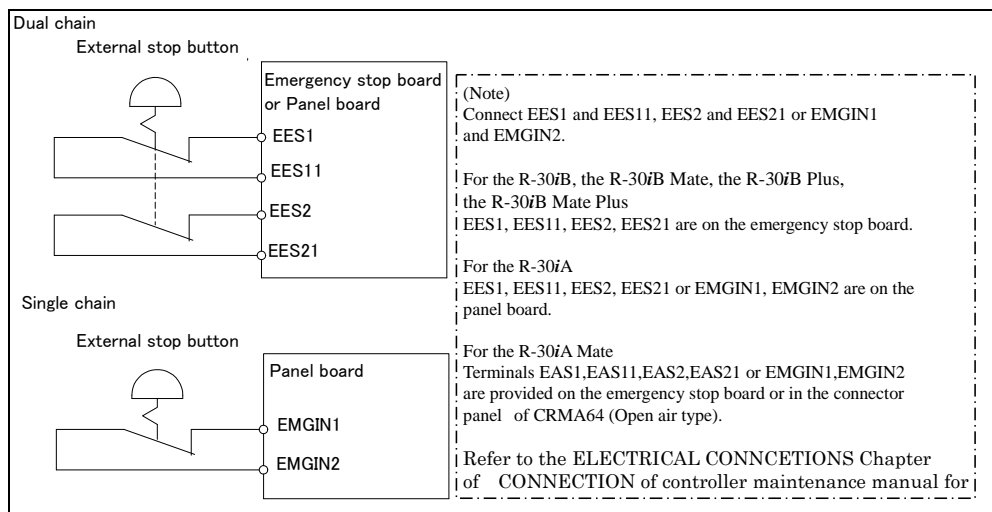 Dual chain
External stop button
Emergency stop board
or Panel board
EES1
EES11
EES2
EES21
Single chain
External stop button
Panel board
EMGIN1
EMGIN2
(Note)
Connect EES1 and EES11, EES2 and EES21 or EMGIN1
and EMGIN2.
For the R-30iB, the R-30iB Mate, the R-30iB Plus,
the R-30iB Mate Plus
EES1, EES11, EES2, EES21 are on the emergency stop board.
For the R-30iA
EES1, EES11, EES2, EES21 or EMGIN1, EMGIN2 are on the
panel board.
For the R-30iA Mate
Terminals EAS1,EAS11,EAS2,EAS21 or EMGIN1,EMGIN2
are provided on the emergency stop board or in the connector
panel of CRMA64 (Open air type).
Refer to the ELECTRICAL CONNCETIONS Chapter
of CONNECTION of controller maintenance manual for